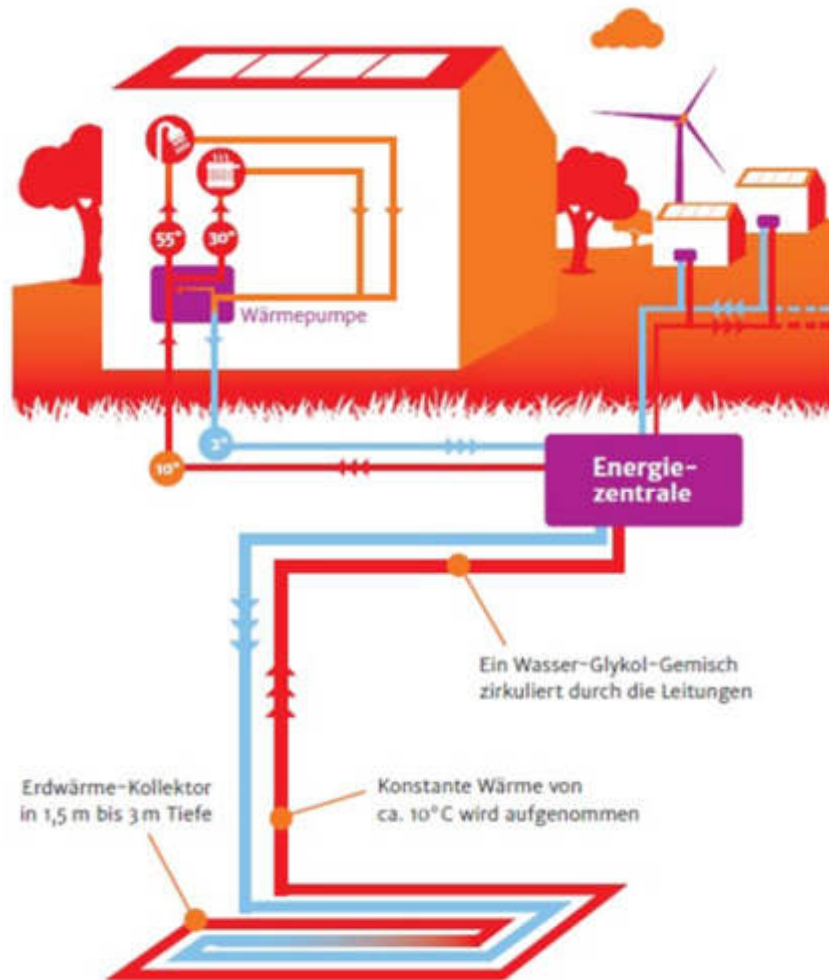 55°
30°
Wärmepumpe
2°
10°
Energie-
zentrale
Ein Wasser-Glykol-Gemisch
zirkuliert durch die Leitungen
Erdwärme-Kollektor
in 1,5 m bis 3 m Tiefe
Konstante Wärme von
ca. 10°C wird aufgenommen